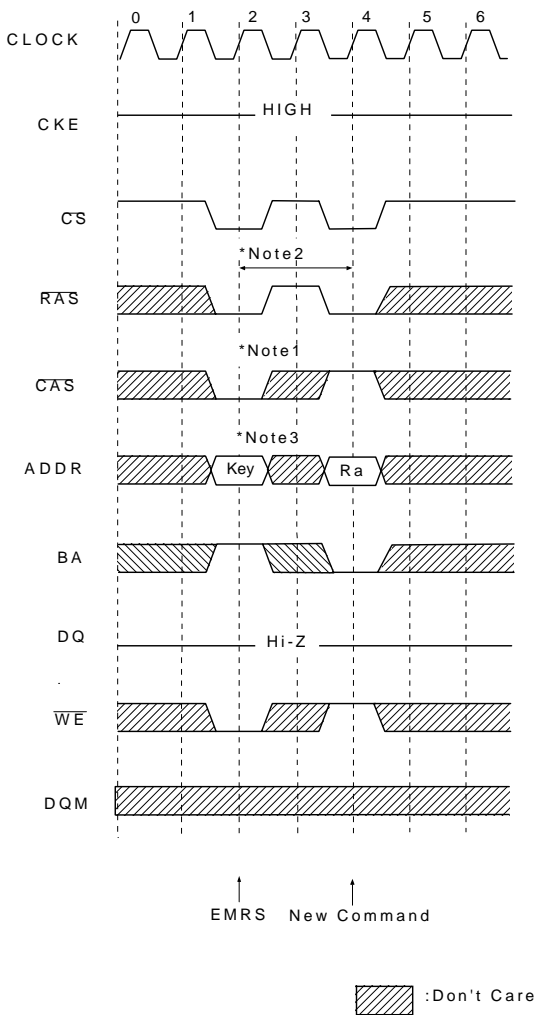 0 1 2 3 4 5 6
CLOCK
HIGH
CKE
CS
*Note2
RAS
*Note1
CAS
*Note3
ADDR Key Ra
BA
DQ Hi-Z
WE
DQM
EMRS New Command
:Don't Care